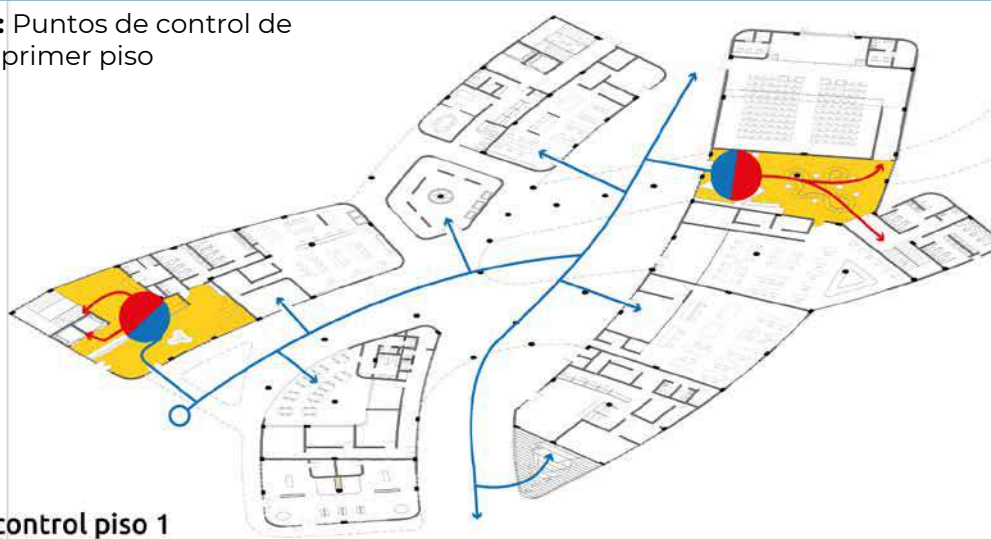 : Puntos de control de
primer piso
control piso 1